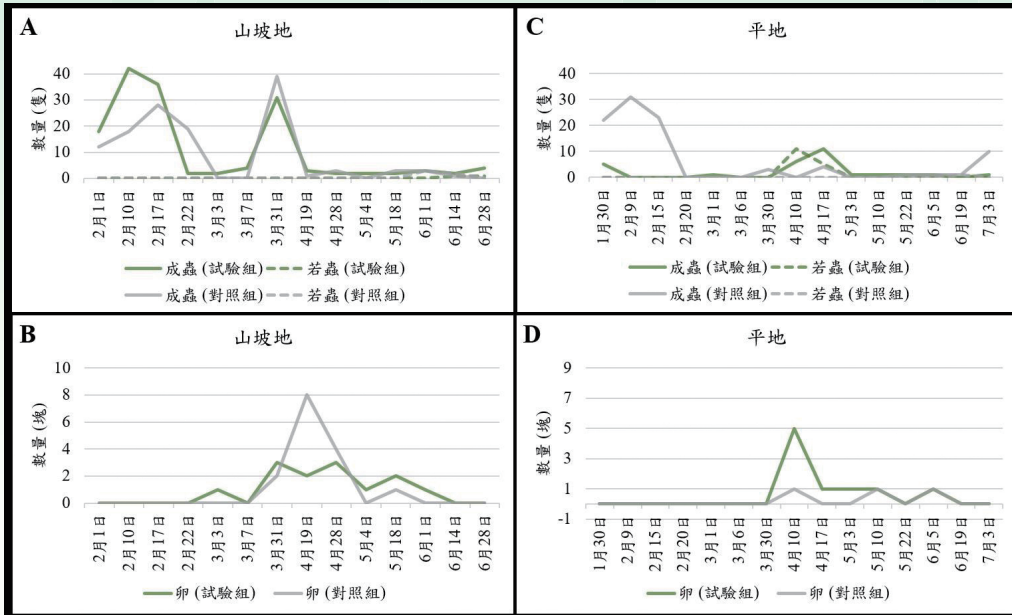 A
山坡地
數量 (隻)
40
30
20
10
0
2月1日
2月10日
2月17日
2月22日
3月3日
3月7日
3月31日
4月19日
4月28日
5月4日
5月18日
6月1日
6月14日
6月28日
成蟲 (試驗組)
若蟲 (試驗組)
成蟲 (對照組)
若蟲 (對照組)
C
平地
數量 (隻)
40
30
20
10
0
1月30日
2月9日
2月15日
2月20日
3月1日
3月6日
3月30日
4月10日
4月17日
5月3日
5月10日
5月22日
6月5日
6月19日
7月3日
成蟲 (試驗組)
若蟲 (試驗組)
成蟲 (對照組)
若蟲 (對照組)
B
山坡地
數量 (塊)
10
8
6
4
2
0
2月1日
2月10日
2月17日
2月22日
3月3日
3月7日
3月31日
4月19日
4月28日
5月4日
5月18日
6月1日
6月14日
6月28日
卵 (試驗組)
卵 (對照組)
D
平地
數量 (塊)
9
7
5
3
1
-1
1月30日
2月9日
2月15日
2月20日
3月1日
3月6日
3月30日
4月10日
4月17日
5月3日
5月10日
5月22日
6月5日
6月19日
7月3日
卵 (試驗組)
卵 (對照組)